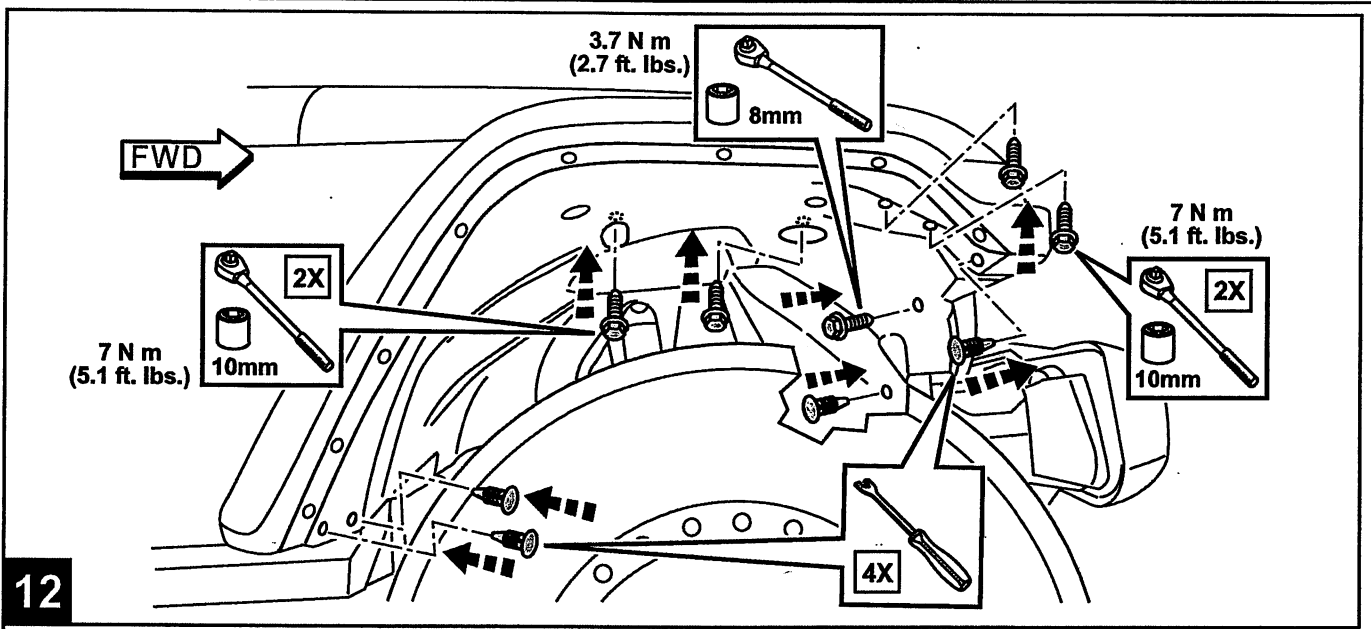 3.7 N m
(2.7 ft. lbs.)
8mm
FWD
7 N m
(5.1 ft. lbs.)
2X
10mm
2X
10mm
7 N m
(5.1 ft. lbs.)
4X
12